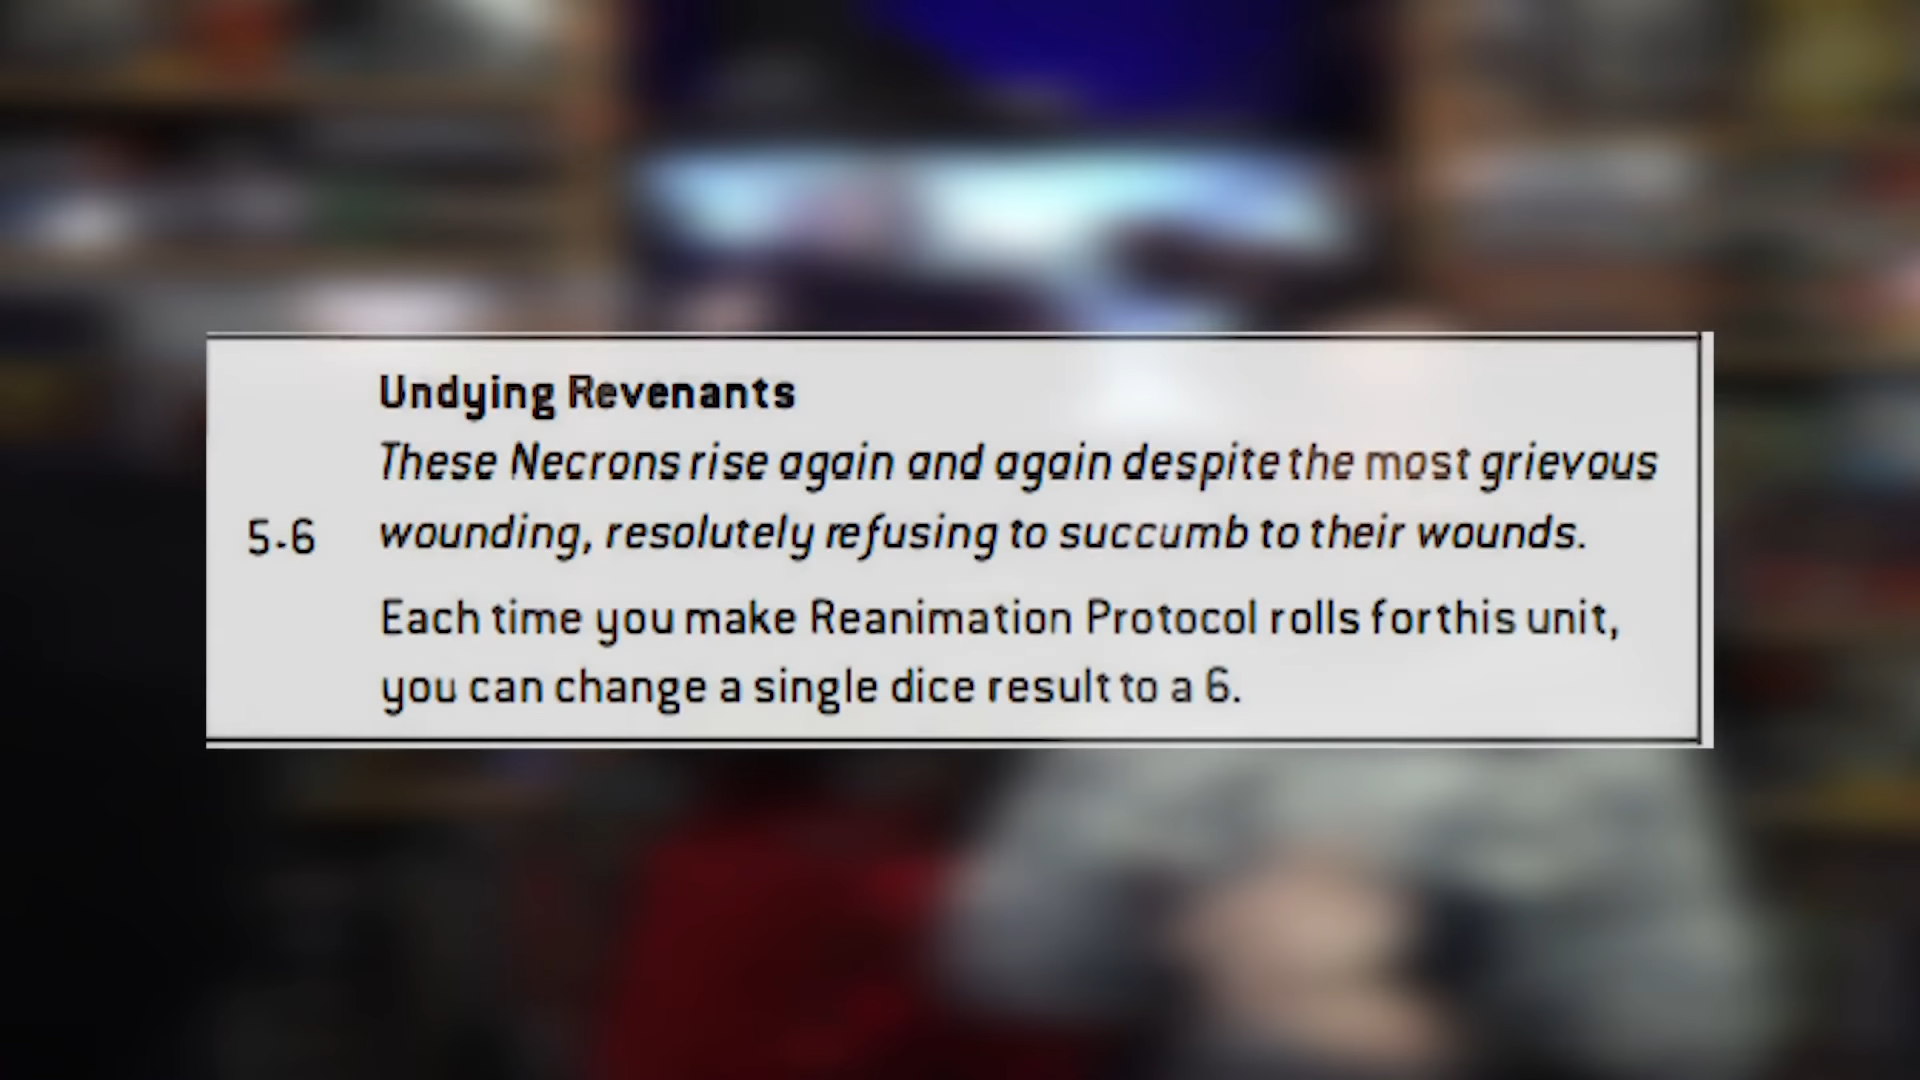 Undying Revenants
These Necrons rise again and again despite the most grievous
5-6
wounding, resolutely refusing to succumb to their wounds.
Each time you make Reanimation Protocol rolls for this unit,
you can change a single dice result to a 6.